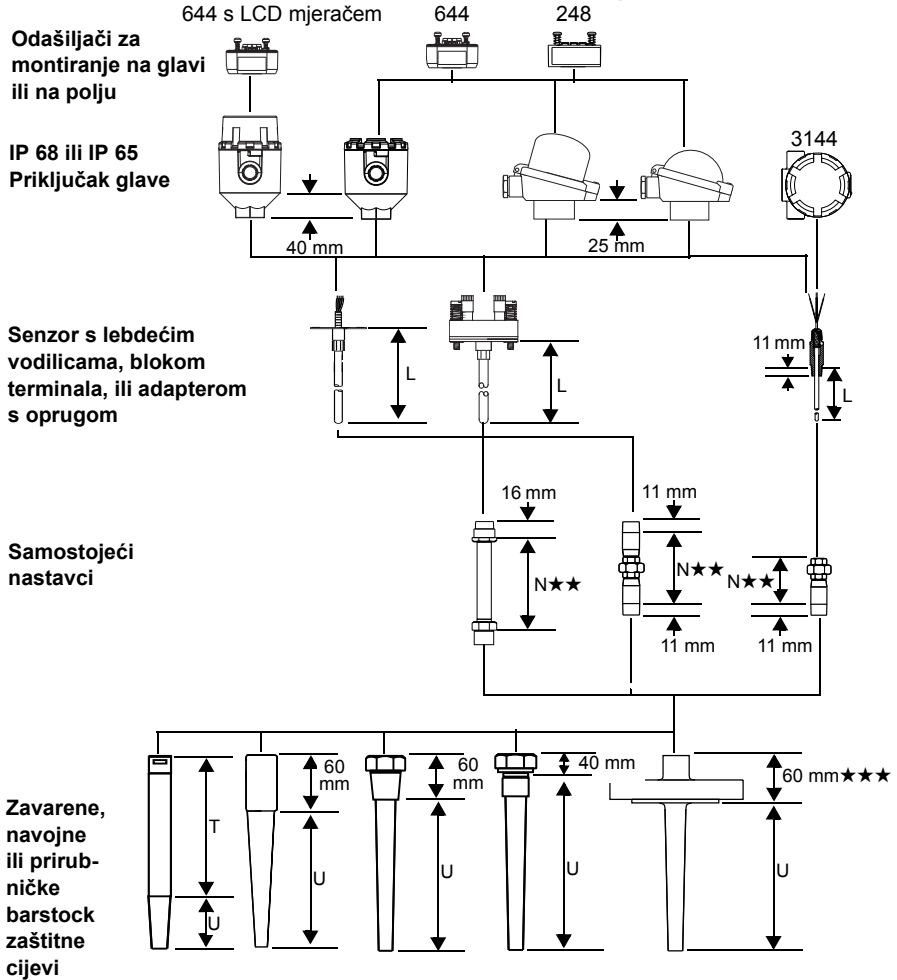 644 s LCD mjeračem
644
248
Odašiljači za
montiranje na glavi
ili na polju
IP 68 ili IP 65
Priključak glave
3144
40 mm
25 mm
Senzor s lebdećim
vodilicama, blokom
terminala, ili adapterom
s oprugom
L
L
11 mm
L
Samostojeći
nastavci
16 mm
N★★
11 mm
N★★
11 mm
N★★
11 mm
Zavarene,
navojne
ili prirub-
ničke
barstock
zaštitne
cijevi
T
U
60
mm
U
60
mm
U
40 mm
U
60 mm★★★
U